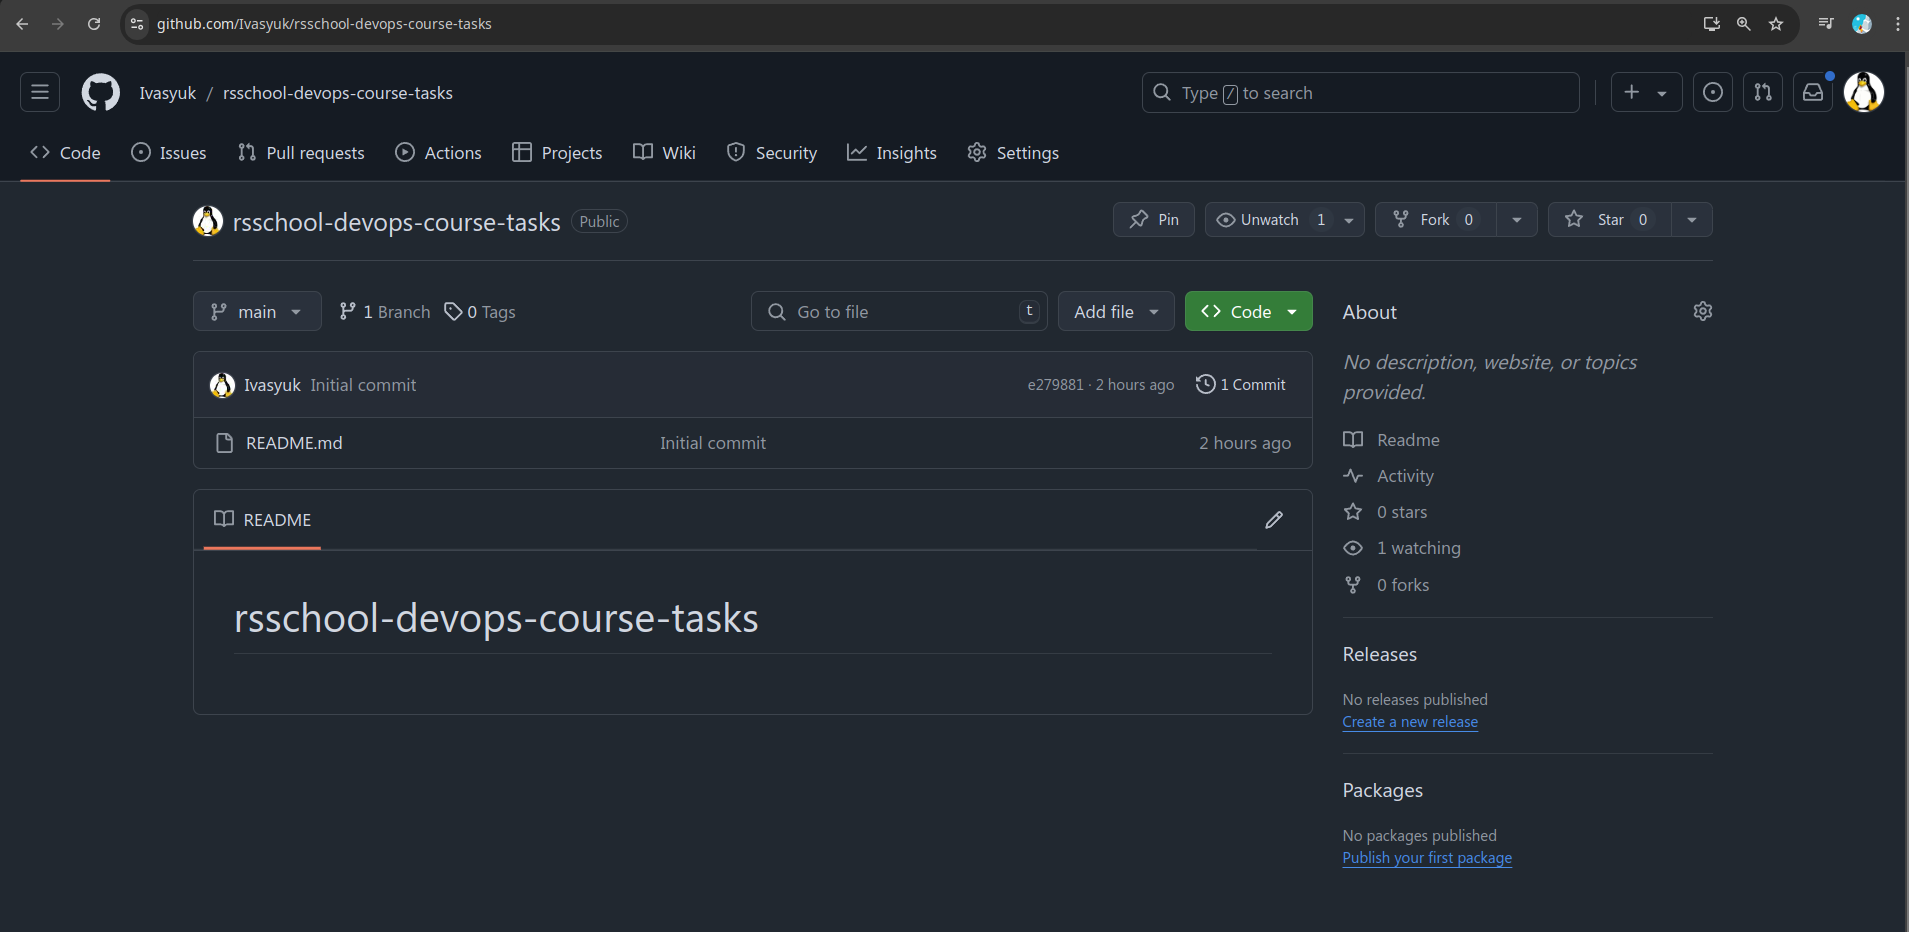 github.com/Ivasyuk/rsschool-devops-course-tasks
Ivasyuk / rsschool-devops-course-tasks
Type / to search
Code Issues Pull requests Actions Projects Wiki Security Insights Settings
rsschool-devops-course-tasks Public
Pin Unwatch 1 Fork 0 Star 0
main 1 Branch 0 Tags Go to file t Add file Code
Ivasyuk Initial commit e279881 · 2 hours ago 1 Commit
README.md Initial commit 2 hours ago
README
rsschool-devops-course-tasks
About
No description, website, or topics
provided.
Readme
Activity
0 stars
1 watching
0 forks
Releases
No releases published
Create a new release
Packages
No packages published
Publish your first package